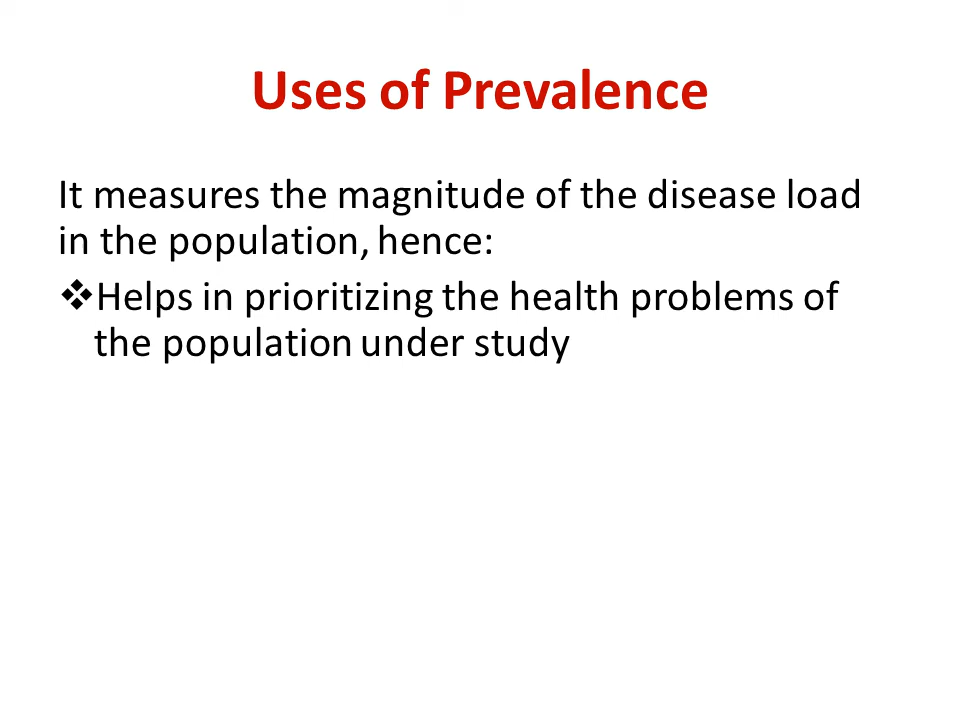 Uses of Prevalence
It measures the magnitude of the disease load
in the population, hence:
❖Helps in prioritizing the health problems of
the population under study